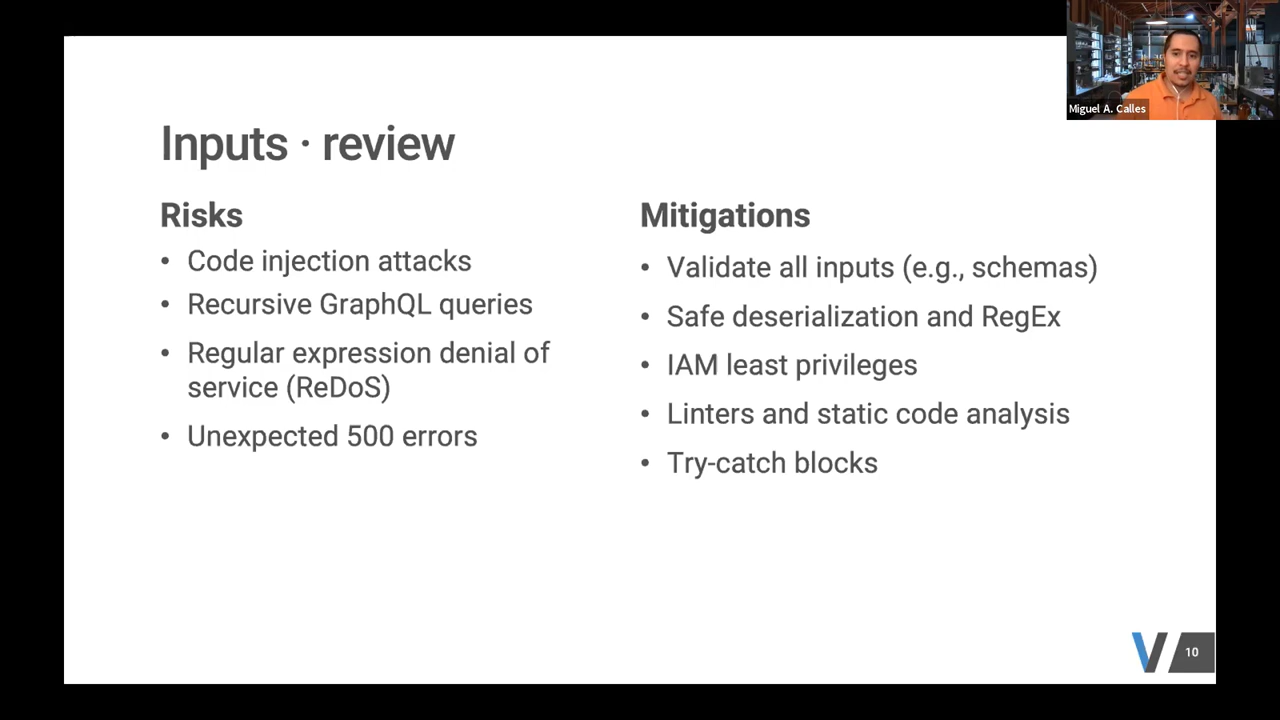 Miguel A. Calles
Inputs · review
Risks
• Code injection attacks
• Recursive GraphQL queries
• Regular expression denial of
service (ReDoS)
• Unexpected 500 errors
Mitigations
• Validate all inputs (e.g., schemas)
• Safe deserialization and RegEx
• IAM least privileges
• Linters and static code analysis
• Try-catch blocks
V
10